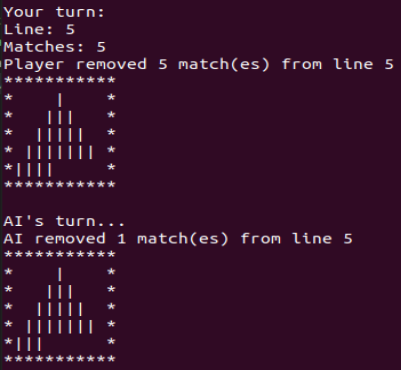 Your turn:
Line: 5
Matches: 5
Player removed 5 match(es) from line 5
***********
*    |    *
*   |||   *
*  |||||  *
* ||||||| *
*||||     *
***********

AI's turn...
AI removed 1 match(es) from line 5
***********
*    |    *
*   |||   *
*  |||||  *
* ||||||| *
*|||      *
***********